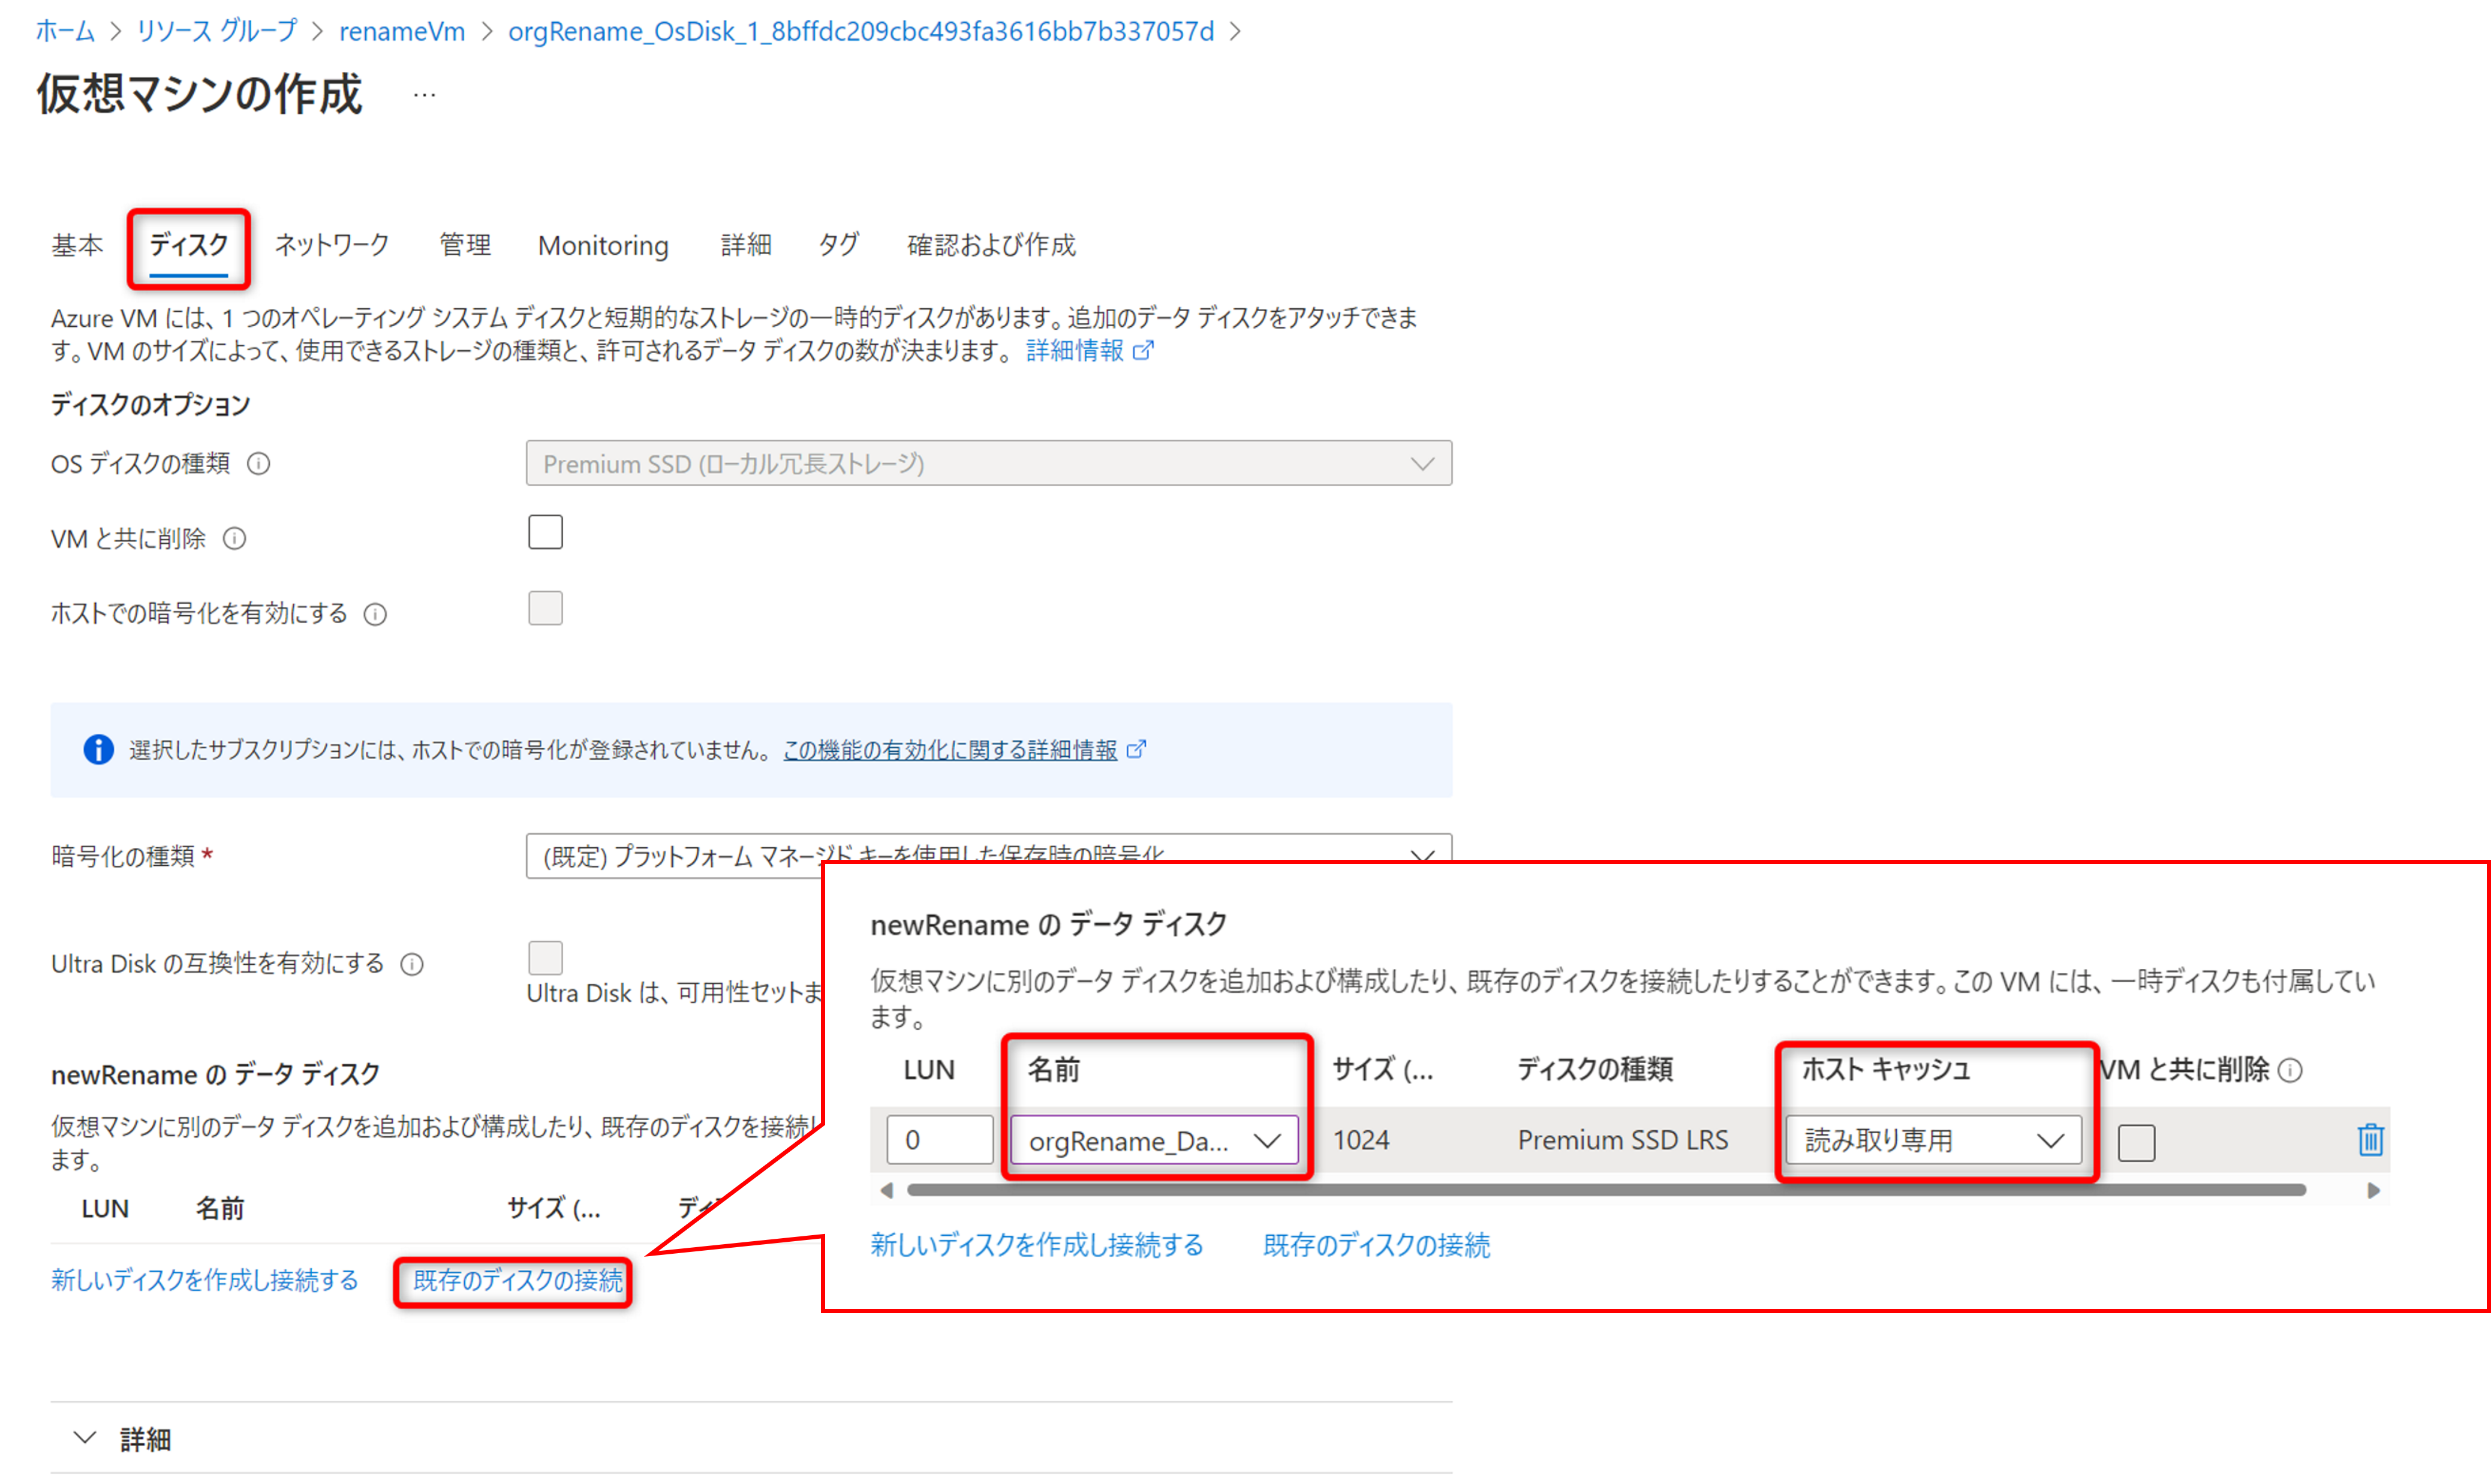 ホーム > リソース グループ > renameVm > orgRename_OsDisk_1_8bffdc209cbc493fa3616bb7b337057d >
仮想マシンの作成 …
基本 ディスク ネットワーク 管理 Monitoring 詳細 タグ 確認および作成
Azure VM には、1 つのオペレーティング システム ディスクと短期的なストレージの一時的ディスクがあります。追加のデータ ディスクをアタッチできま
す。VM のサイズによって、使用できるストレージの種類と、許可されるデータ ディスクの数が決まります。 詳細情報
ディスクのオプション
OS ディスクの種類
Premium SSD (ローカル冗長ストレージ)
VM と共に削除
ホストでの暗号化を有効にする
選択したサブスクリプションには、ホストでの暗号化が登録されていません。 この機能の有効化に関する詳細情報
暗号化の種類 *
(既定) プラットフォーム マネージド キーを使用した保存時の暗号化
Ultra Disk の互換性を有効にする
Ultra Disk は、可用性セットま
newRename の データ ディスク
仮想マシンに別のデータ ディスクを追加および構成したり、既存のディスクを接続し
ます。
LUN 名前 サイズ (... ディ
新しいディスクを作成し接続する 既存のディスクの接続
newRename の データ ディスク
仮想マシンに別のデータ ディスクを追加および構成したり、既存のディスクを接続したりすることができます。この VM には、一時ディスクも付属してい
ます。
LUN 名前 サイズ (... ディスクの種類 ホスト キャッシュ VM と共に削除
0 orgRename_Da... 1024 Premium SSD LRS 読み取り専用
新しいディスクを作成し接続する 既存のディスクの接続
詳細